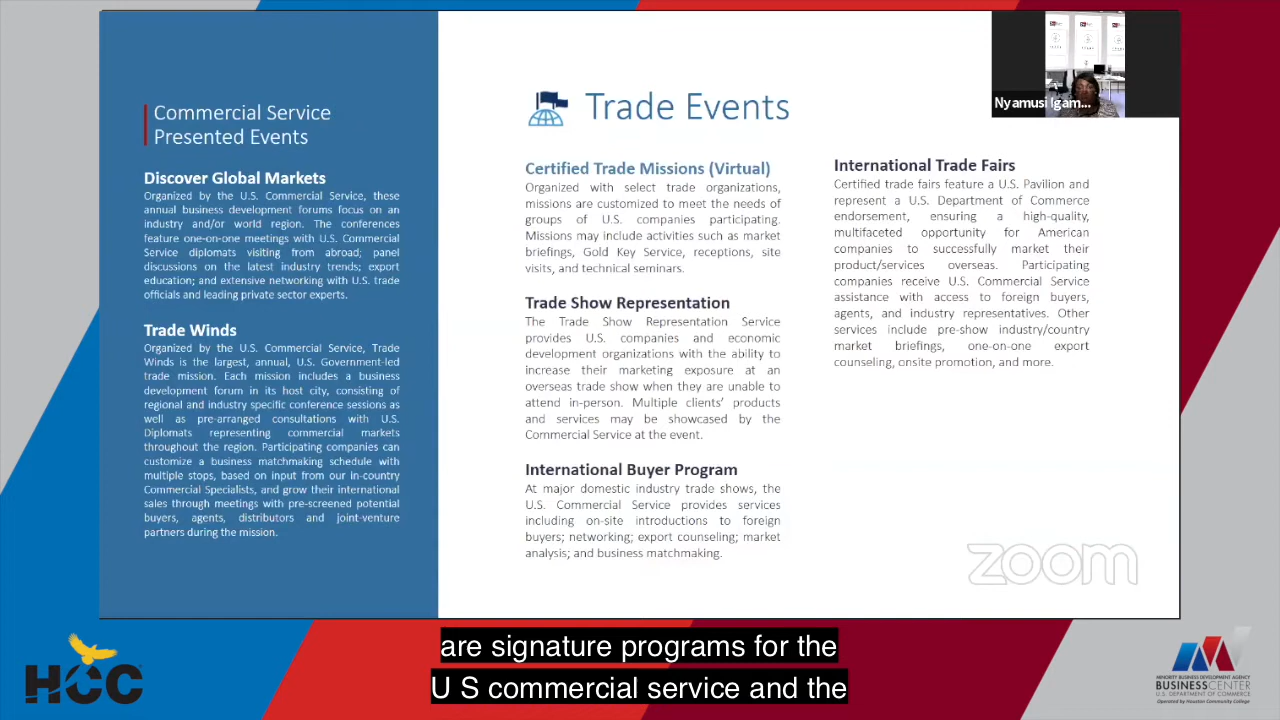 Commercial Service
Presented Events
Discover Global Markets
Organized by the U.S. Commercial Service, these
annual business development forums focus on an
industry and/or world region. The conferences
feature one-on-one meetings with U.S. Commercial
Service diplomats visiting from abroad; panel
discussions on the latest industry trends; export
education; and extensive networking with U.S. trade
officials and leading private sector experts.
Trade Winds
Organized by the U.S. Commercial Service, Trade
Winds is the largest, annual, U.S. Government-led
trade mission. Each mission includes a business
development forum in its host city, consisting of
regional and industry specific conference sessions as
well as pre-arranged consultations with U.S.
Diplomats representing commercial markets
throughout the region. Participating companies can
customize a business matchmaking schedule with
multiple stops, based on input from our in-country
Commercial Specialists, and grow their international
sales through meetings with pre-screened potential
buyers, agents, distributors and joint-venture
partners during the mission.
Trade Events
Certified Trade Missions (Virtual)
Organized with select trade organizations,
missions are customized to meet the needs of
groups of U.S. companies participating.
Missions may include activities such as market
briefings, Gold Key Service, receptions, site
visits, and technical seminars.
Trade Show Representation
The Trade Show Representation Service
provides U.S. companies and economic
development organizations with the ability to
increase their marketing exposure at an
overseas trade show when they are unable to
attend in-person. Multiple clients' products
and services may be showcased by the
Commercial Service at the event.
International Buyer Program
At major domestic industry trade shows, the
U.S. Commercial Service provides services
including on-site introductions to foreign
buyers; networking; export counseling; market
analysis; and business matchmaking.
International Trade Fairs
Certified trade fairs feature a U.S. Pavilion and
represent a U.S. Department of Commerce
endorsement, ensuring a high-quality,
multifaceted opportunity for American
companies to successfully market their
product/services overseas. Participating
companies receive U.S. Commercial Service
assistance with access to foreign buyers,
agents, and industry representatives. Other
services include pre-show industry/country
market briefings, one-on-one export
counseling, onsite promotion, and more.
Nyamusi Igam...
zoom
HCC
are signature programs for the
U S commercial service and the
MINORITY BUSINESS DEVELOPMENT AGENCY
BUSINESSCENTER
U.S. DEPARTMENT OF COMMERCE
Operated by Houston Community College